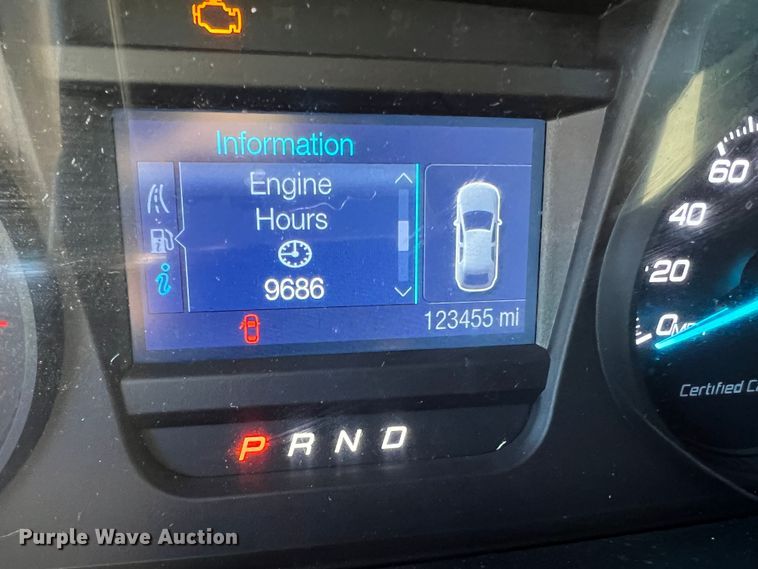 Information
Engine
Hours
9686
i
123455 mi
60
40
20
0
Certified
P R N D
Purple Wave Auction